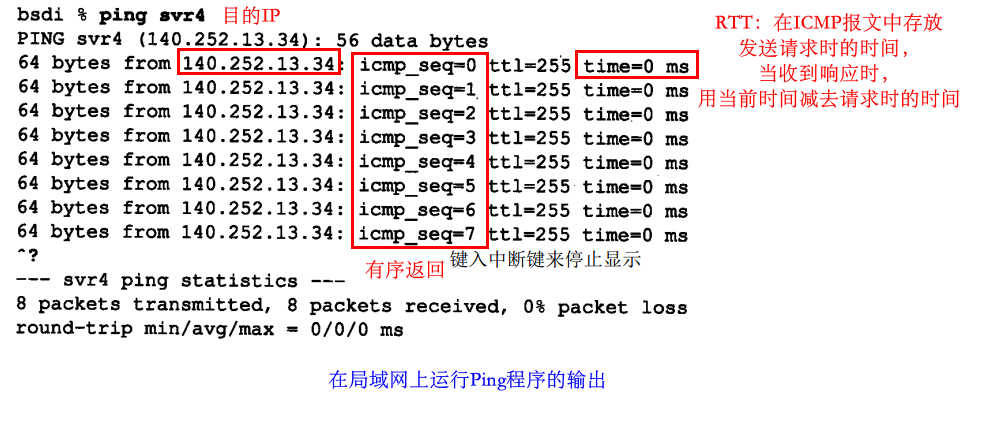 bsdi % ping svr4 目的IP
PING svr4 (140.252.13.34): 56 data bytes
64 bytes from 140.252.13.34: icmp_seq=0 ttl=255 time=0 ms
64 bytes from 140.252.13.34: icmp_seq=1 ttl=255 time=0 ms
64 bytes from 140.252.13.34: icmp_seq=2 ttl=255 time=0 ms
64 bytes from 140.252.13.34: icmp_seq=3 ttl=255 time=0 ms
64 bytes from 140.252.13.34: icmp_seq=4 ttl=255 time=0 ms
64 bytes from 140.252.13.34: icmp_seq=5 ttl=255 time=0 ms
64 bytes from 140.252.13.34: icmp_seq=6 ttl=255 time=0 ms
64 bytes from 140.252.13.34: icmp_seq=7 ttl=255 time=0 ms
^?
有序返回 键入中断键来停止显示
--- svr4 ping statistics ---
8 packets transmitted, 8 packets received, 0% packet loss
round-trip min/avg/max = 0/0/0 ms
RTT：在ICMP报文中存放
发送请求时的时间，
当收到响应时，
用当前时间减去请求时的时间
在局域网上运行Ping程序的输出